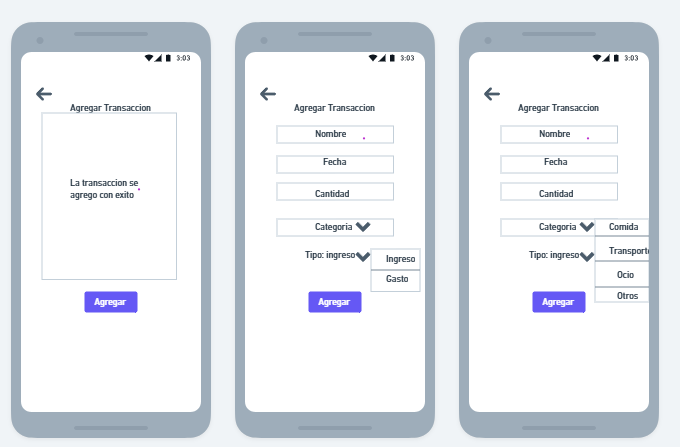 3:03
Agregar Transaccion
La transaccion se
agrego con exito
Agregar
3:03
Agregar Transaccion
Nombre
Fecha
Cantidad
Categoria
Tipo: ingreso
Ingreso
Gasto
Agregar
3:03
Agregar Transaccion
Nombre
Fecha
Cantidad
Categoria
Comida
Tipo: ingreso
Transporte
Ocio
Otros
Agregar